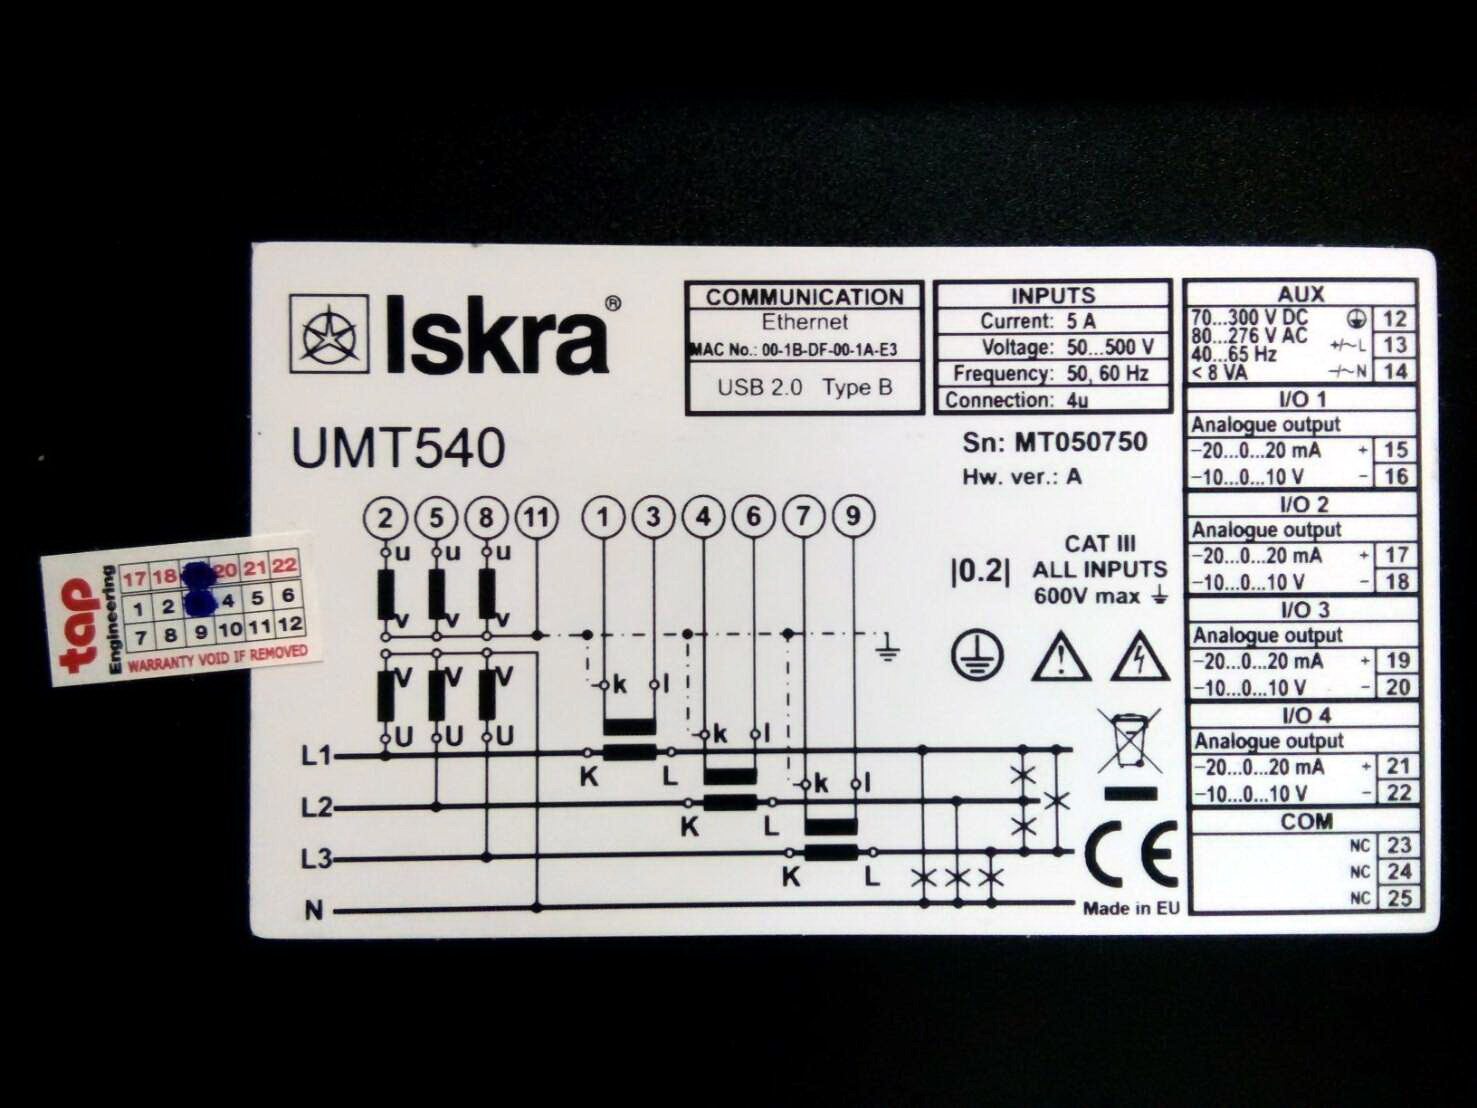 Iskra®
UMT540
COMMUNICATION
Ethernet
MAC No.: 00-1B-DF-00-1A-E3
USB 2.0 Type B
INPUTS
Current: 5 A
Voltage: 50...500 V
Frequency: 50, 60 Hz
Connection: 4u
Sn: MT050750
Hw. ver.: A
AUX
70...300 V DC 12
80...276 V AC
40...65 Hz +/~L 13
< 8 VA -/~N 14
I/O 1
Analogue output
-20...0...20 mA + 15
-10...0...10 V - 16
I/O 2
Analogue output
-20...0...20 mA + 17
-10...0...10 V - 18
I/O 3
Analogue output
-20...0...20 mA + 19
-10...0...10 V - 20
I/O 4
Analogue output
-20...0...20 mA + 21
-10...0...10 V - 22
COM
NC 23
NC 24
NC 25
2 5 8 11 1 3 4 6 7 9
u u u
v v v
V V V
U U U
k l
k l
k l
K L
K L
K L
L1
L2
L3
N
|0.2|
CAT III
ALL INPUTS
600V max
CE
Made in EU
tap
Engineering
17 18 20 21 22
1 2 4 5 6
7 8 9 10 11 12
WARRANTY VOID IF REMOVED